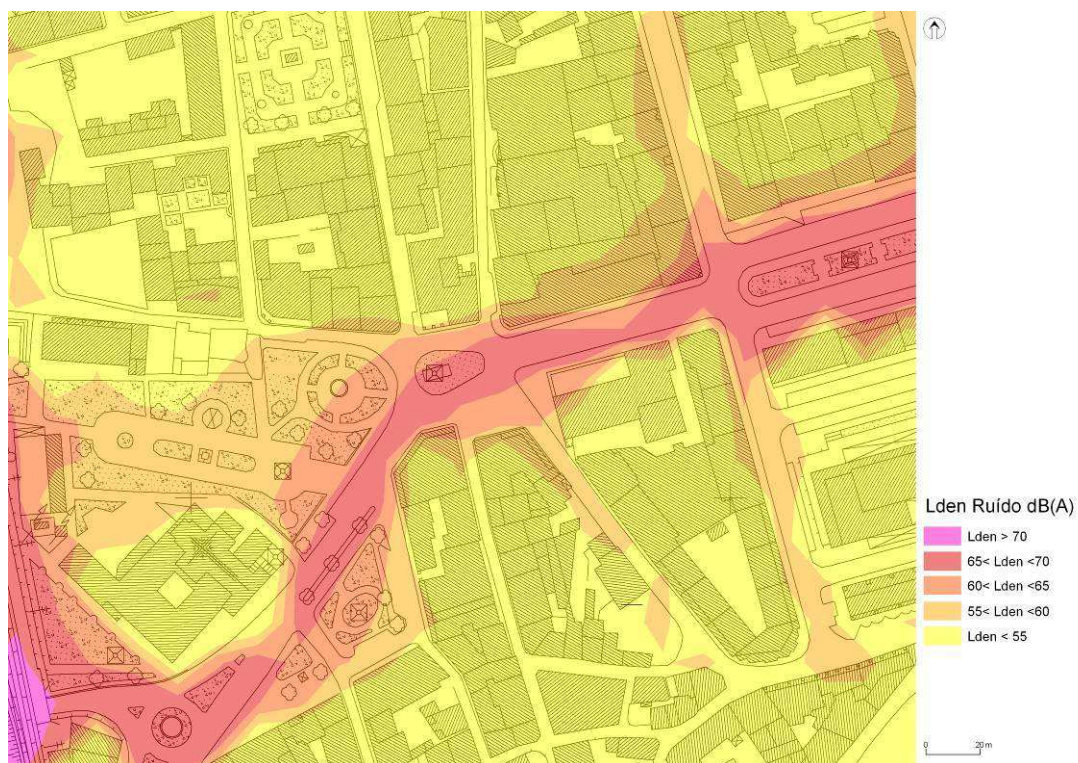 Lden Ruído dB(A)
Lden > 70
65< Lden <70
60< Lden <65
55< Lden <60
Lden < 55
0 20 m